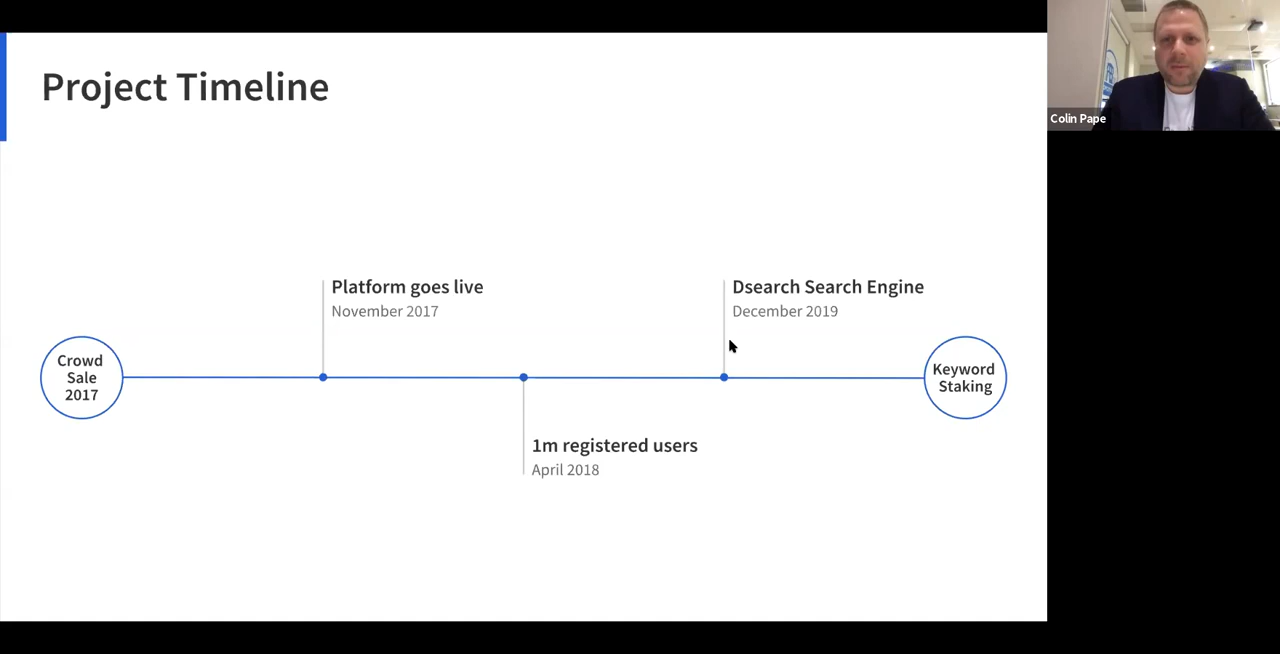 Project Timeline
Platform goes live
November 2017
Dsearch Search Engine
December 2019
Crowd
Sale
2017
Keyword
Staking
1m registered users
April 2018
Colin Pape